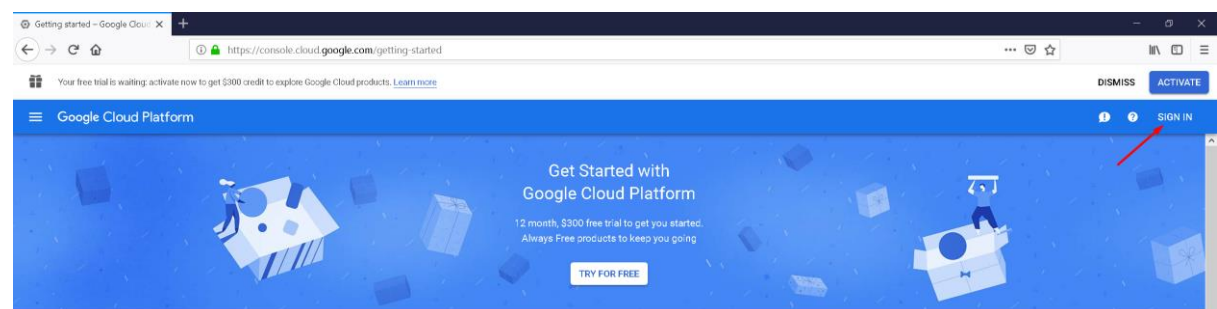 Getting started – Google Cloud
https://console.cloud.google.com/getting-started
Your free trial is waiting: activate now to get $300 credit to explore Google Cloud products. Learn more
DISMISS
ACTIVATE
Google Cloud Platform
SIGN IN
Get Started with
Google Cloud Platform
12 month, $300 free trial to get you started.
Always Free products to keep you going
TRY FOR FREE